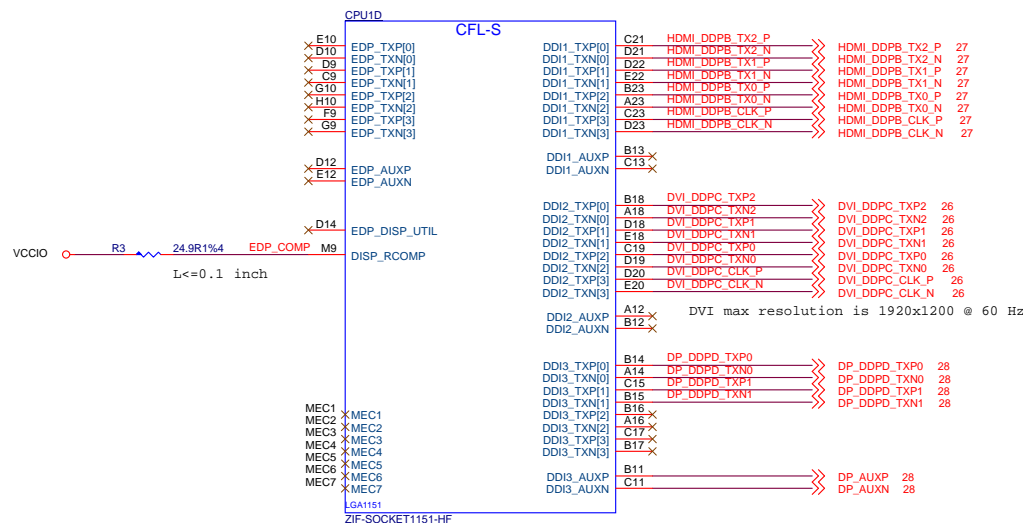 CPU1D
CFL-S
E10 EDP_TXP[0] DDI1_TXP[0] C21 HDMI_DDPB_TX2_P HDMI_DDPB_TX2_P 27
D10 EDP_TXN[0] DDI1_TXN[0] D21 HDMI_DDPB_TX2_N HDMI_DDPB_TX2_N 27
D9 EDP_TXP[1] DDI1_TXP[1] D22 HDMI_DDPB_TX1_P HDMI_DDPB_TX1_P 27
C9 EDP_TXN[1] DDI1_TXN[1] E22 HDMI_DDPB_TX1_N HDMI_DDPB_TX1_N 27
G10 EDP_TXP[2] DDI1_TXP[2] B23 HDMI_DDPB_TX0_P HDMI_DDPB_TX0_P 27
H10 EDP_TXN[2] DDI1_TXN[2] A23 HDMI_DDPB_TX0_N HDMI_DDPB_TX0_N 27
F9 EDP_TXP[3] DDI1_TXP[3] C23 HDMI_DDPB_CLK_P HDMI_DDPB_CLK_P 27
G9 EDP_TXN[3] DDI1_TXN[3] D23 HDMI_DDPB_CLK_N HDMI_DDPB_CLK_N 27
DDI1_AUXP B13
D12 EDP_AUXP DDI1_AUXN C13
E12 EDP_AUXN
DDI2_TXP[0] B18 DVI_DDPC_TXP2 DVI_DDPC_TXP2 26
DDI2_TXN[0] A18 DVI_DDPC_TXN2 DVI_DDPC_TXN2 26
D14 EDP_DISP_UTIL DDI2_TXP[1] D18 DVI_DDPC_TXP1 DVI_DDPC_TXP1 26
DDI2_TXN[1] E18 DVI_DDPC_TXN1 DVI_DDPC_TXN1 26
VCCIO R3 24.9R1%4 EDP_COMP M9 DISP_RCOMP DDI2_TXP[2] C19 DVI_DDPC_TXP0 DVI_DDPC_TXP0 26
L<=0.1 inch DDI2_TXN[2] D19 DVI_DDPC_TXN0 DVI_DDPC_TXN0 26
DDI2_TXP[3] D20 DVI_DDPC_CLK_P DVI_DDPC_CLK_P 26
DDI2_TXN[3] E20 DVI_DDPC_CLK_N DVI_DDPC_CLK_N 26
DDI2_AUXP A12 DVI max resolution is 1920x1200 @ 60 Hz
DDI2_AUXN B12
DDI3_TXP[0] B14 DP_DDPD_TXP0 DP_DDPD_TXP0 28
DDI3_TXN[0] A14 DP_DDPD_TXN0 DP_DDPD_TXN0 28
DDI3_TXP[1] C15 DP_DDPD_TXP1 DP_DDPD_TXP1 28
DDI3_TXN[1] B15 DP_DDPD_TXN1 DP_DDPD_TXN1 28
MEC1 MEC1 DDI3_TXP[2] B16
MEC2 MEC2 DDI3_TXN[2] A16
MEC3 MEC3 DDI3_TXP[3] C17
MEC4 MEC4 DDI3_TXN[3] B17
MEC5 MEC5
MEC6 MEC6 DDI3_AUXP B11 DP_AUXP 28
MEC7 MEC7 DDI3_AUXN C11 DP_AUXN 28
LGA1151
ZIF-SOCKET1151-HF